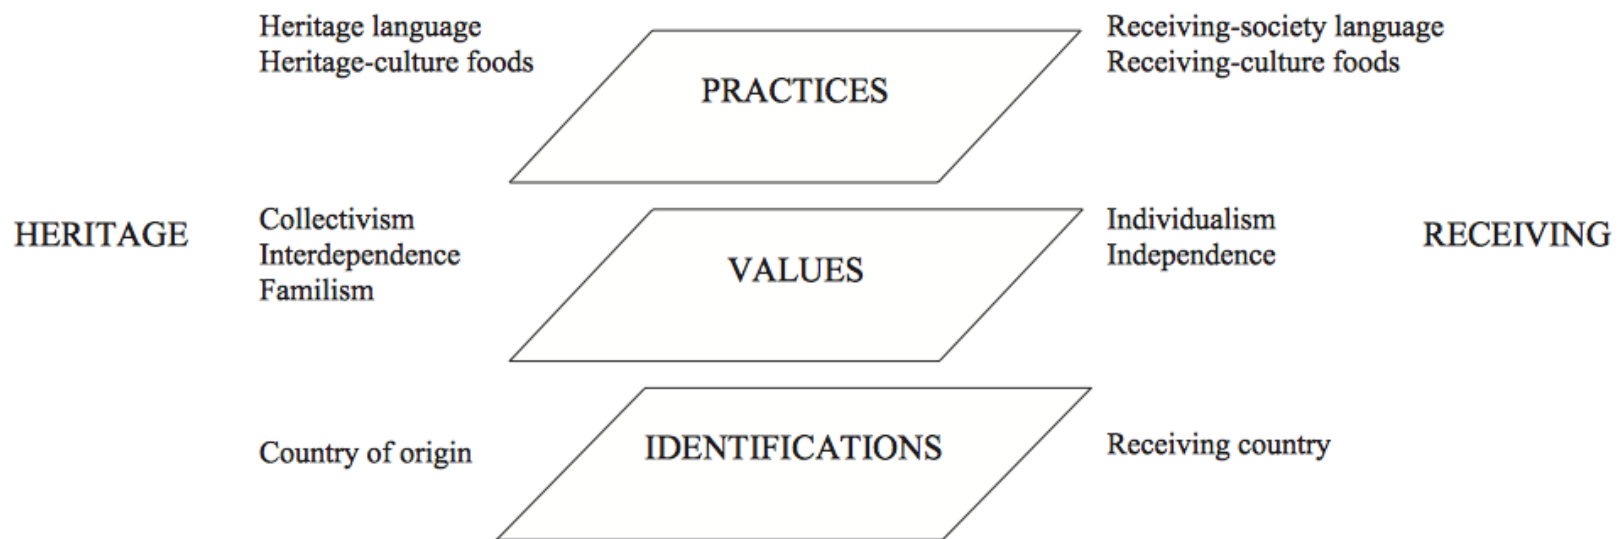 Heritage language
Heritage-culture foods
PRACTICES
Receiving-society language
Receiving-culture foods
HERITAGE
Collectivism
Interdependence
Familism
VALUES
Individualism
Independence
RECEIVING
Country of origin
IDENTIFICATIONS
Receiving country